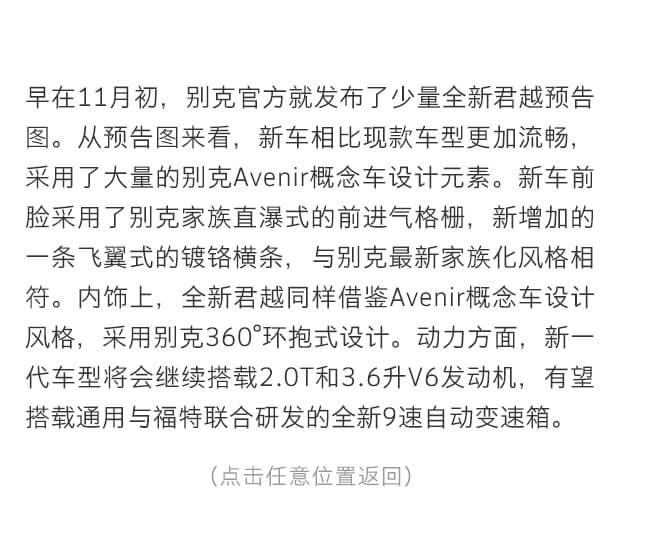 早在11月初，别克官方就发布了少量全新君越预告
图。从预告图来看，新车相比现款车型更加流畅，
采用了大量的别克Avenir概念车设计元素。新车前
脸采用了别克家族直瀑式的前进气格栅，新增加的
一条飞翼式的镀铬横条，与别克最新家族化风格相
符。内饰上，全新君越同样借鉴Avenir概念车设计
风格，采用别克360°环抱式设计。动力方面，新一
代车型将会继续搭载2.0T和3.6升V6发动机，有望
搭载通用与福特联合研发的全新9速自动变速箱。
（点击任意位置返回）